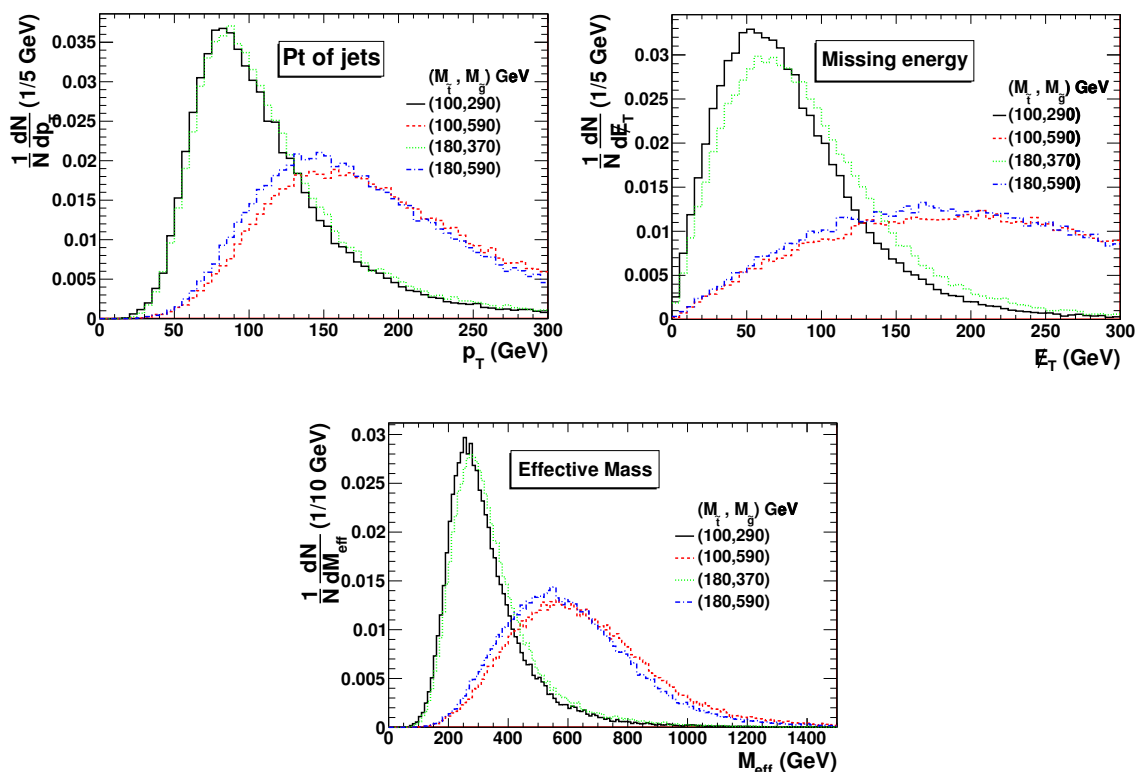 Pt of jets
(M_t̃ , M_g̃) GeV
(100,290)
(100,590)
(180,370)
(180,590)
1/N dN/dp_T (1/5 GeV)
0.035
0.03
0.025
0.02
0.015
0.01
0.005
0
0 50 100 150 200 250 300
p_T (GeV)
Missing energy
(M_t̃ , M_g̃) GeV
(100,290)
(100,590)
(180,370)
(180,590)
1/N dN/dE̸_T (1/5 GeV)
0.03
0.025
0.02
0.015
0.01
0.005
0
0 50 100 150 200 250 300
E̸_T (GeV)
Effective Mass
(M_t̃ , M_g̃) GeV
(100,290)
(100,590)
(180,370)
(180,590)
1/N dN/dM_eff (1/10 GeV)
0.03
0.025
0.02
0.015
0.01
0.005
0
0 200 400 600 800 1000 1200 1400
M_eff (GeV)